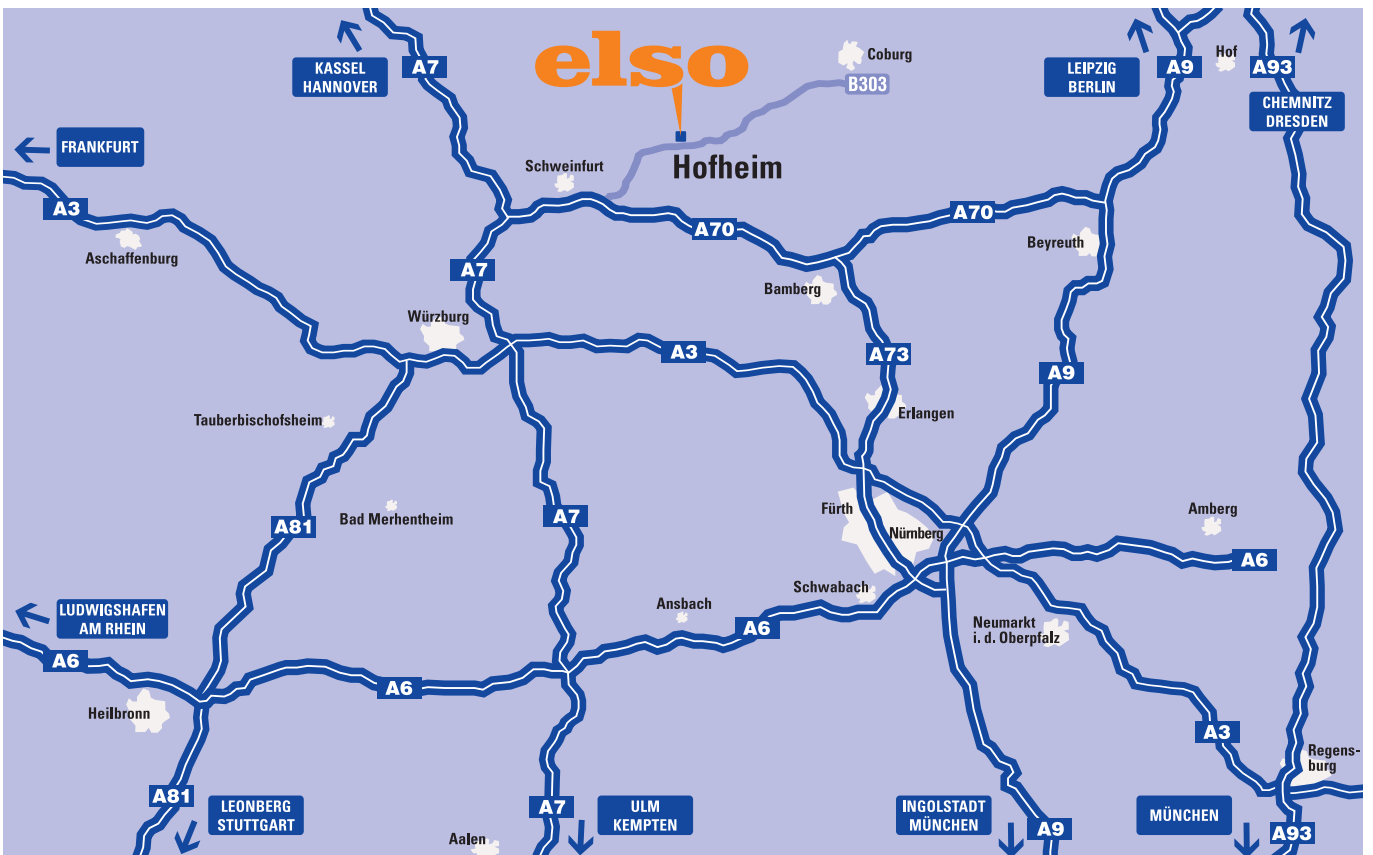 elso
Coburg
Hof
KASSEL
HANNOVER
A7
B303
LEIPZIG
BERLIN
A9
A93
CHEMNITZ
DRESDEN
FRANKFURT
Schweinfurt
Hofheim
A3
A70
A70
Aschaffenburg
Beyreuth
A7
Bamberg
Würzburg
A3
A73
A9
Tauberbischofsheim
Erlangen
Bad Merhentheim
A81
A7
Fürth
Nürnberg
Amberg
A6
Schwabach
Ansbach
LUDWIGSHAFEN
AM RHEIN
A6
Neumarkt
i. d. Oberpfalz
A6
A6
Heilbronn
A3
Regens-
burg
A81
LEONBERG
STUTTGART
A7
ULM
KEMPTEN
INGOLSTADT
MÜNCHEN
A9
MÜNCHEN
A93
Aalen